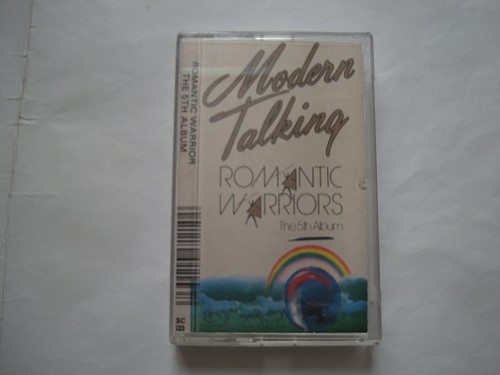 ROMANTIC WARRIOR
THE 5TH ALBUM
Modern
Talking
ROMANTIC
WARRIORS
The 5th Album